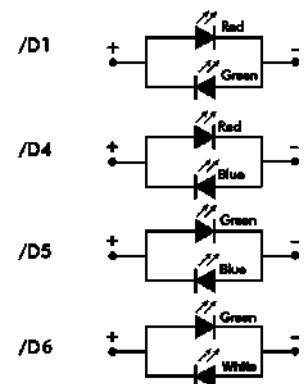 Red
/D1 + −
Green
Red
/D4 + −
Blue
Green
/D5 + −
Blue
Green
/D6 + −
White